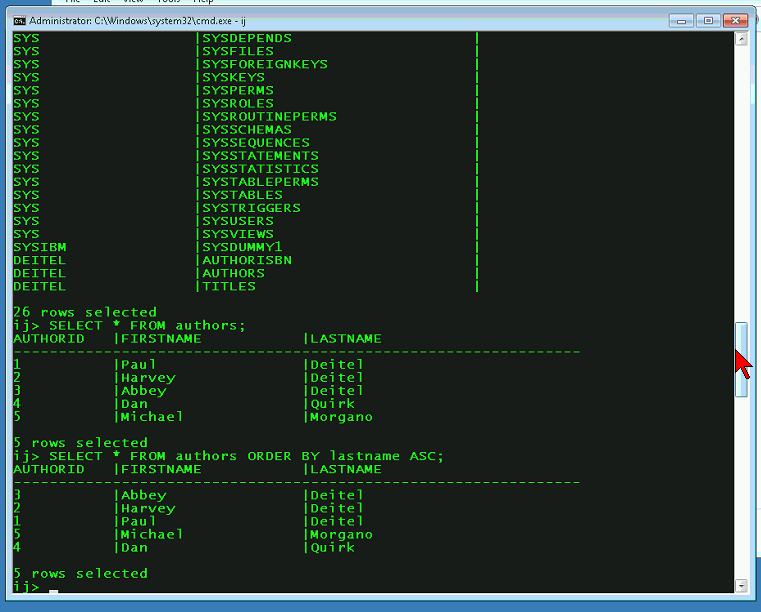 Edit View Tools Help
Administrator: C:\Windows\system32\cmd.exe - ij
SYS |SYSDEPENDS |
SYS |SYSFILES |
SYS |SYSFOREIGNKEYS |
SYS |SYSKEYS |
SYS |SYSPERMS |
SYS |SYSROLES |
SYS |SYSROUTINEPERMS |
SYS |SYSSCHEMAS |
SYS |SYSSEQUENCES |
SYS |SYSSTATEMENTS |
SYS |SYSSTATISTICS |
SYS |SYSTABLEPERMS |
SYS |SYSTABLES |
SYS |SYSTRIGGERS |
SYS |SYSUSERS |
SYS |SYSVIEWS |
SYSIBM |SYSDUMMY1 |
DEITEL |AUTHORISBN |
DEITEL |AUTHORS |
DEITEL |TITLES |
26 rows selected
ij> SELECT * FROM authors;
AUTHORID |FIRSTNAME |LASTNAME
---------------------------------------------------------------
1 |Paul |Deitel
2 |Harvey |Deitel
3 |Abbey |Deitel
4 |Dan |Quirk
5 |Michael |Morgano
5 rows selected
ij> SELECT * FROM authors ORDER BY lastname ASC;
AUTHORID |FIRSTNAME |LASTNAME
---------------------------------------------------------------
3 |Abbey |Deitel
2 |Harvey |Deitel
1 |Paul |Deitel
5 |Michael |Morgano
4 |Dan |Quirk
5 rows selected
ij> _